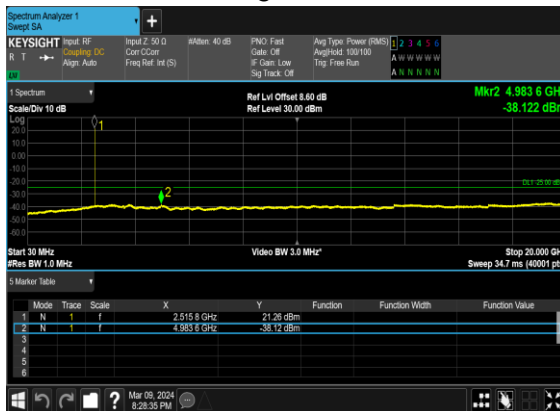 Spectrum Analyzer 1
Swept SA
KEYSIGHT
R T
Input: RF
Coupling: DC
Align: Auto
Input Z: 50 Ω
Corr CCorr
Freq Ref: Int (S)
#Atten: 40 dB
PNO: Fast
Gate: Off
IF Gain: Low
Sig Track: Off
Avg Type: Power (RMS)
Avg|Hold: 100/100
Trig: Free Run
1 2 3 4 5 6
A W W W W W
A N N N N N
1 Spectrum
Scale/Div 10 dB
Ref Lvl Offset 8.60 dB
Ref Level 30.00 dBm
Mkr2 4.983 6 GH
-38.122 dBr
Log
20.0
10.0
0.00
-10.0
-20.0
-30.0
-40.0
-50.0
-60.0
1
2
DL1 -25.00 dB
Start 30 MHz
#Res BW 1.0 MHz
Video BW 3.0 MHz*
Stop 20.000 GH
Sweep 34.7 ms (40001 pt
5 Marker Table
Mode Trace Scale X Y Function Function Width Function Value
1 N 1 f 2.515 8 GHz 21.26 dBm
2 N 1 f 4.983 6 GHz -38.12 dBm
3
4
5
6
?
Mar 09, 2024
8:28:35 PM